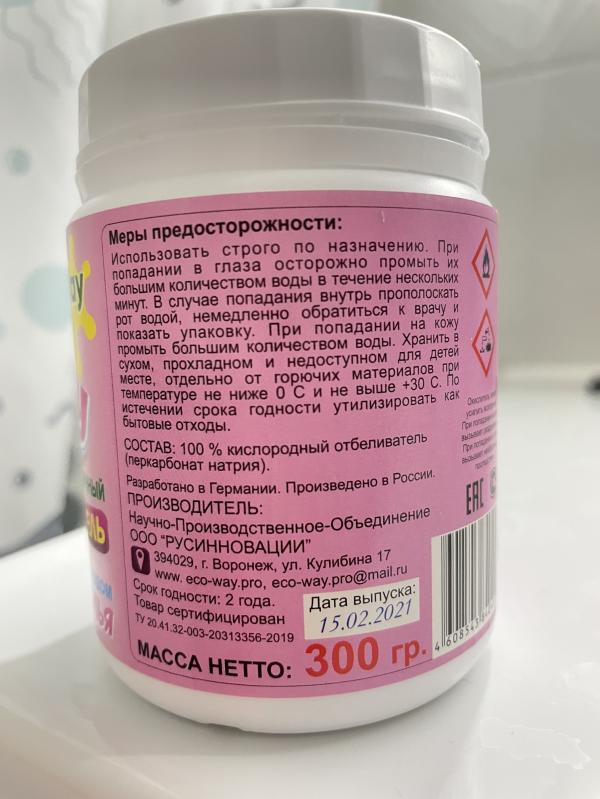 Меры предосторожности:
Использовать строго по назначению. При
попадании в глаза осторожно промыть их
большим количеством воды в течение нескольких
минут. В случае попадания внутрь прополоскать
рот водой, немедленно обратиться к врачу и
показать упаковку. При попадании на кожу
промыть большим количеством воды. Хранить в
сухом, прохладном и недоступном для детей
месте, отдельно от горючих материалов при
температуре не ниже 0 С и не выше +30 С. По
истечении срока годности утилизировать как
бытовые отходы.
СОСТАВ: 100 % кислородный отбеливатель
(перкарбонат натрия).
Разработано в Германии. Произведено в России.
ПРОИЗВОДИТЕЛЬ:
Научно-Производственное-Объединение
ООО "РУСИННОВАЦИИ"
394029, г. Воронеж, ул. Кулибина 17
www. eco-way.pro, eco-way.pro@mail.ru
Срок годности: 2 года.
Товар сертифицирован
ТУ 20.41.32-003-20313356-2019
Дата выпуска:
15.02.2021
МАССА НЕТТО: 300 гр.
EAC